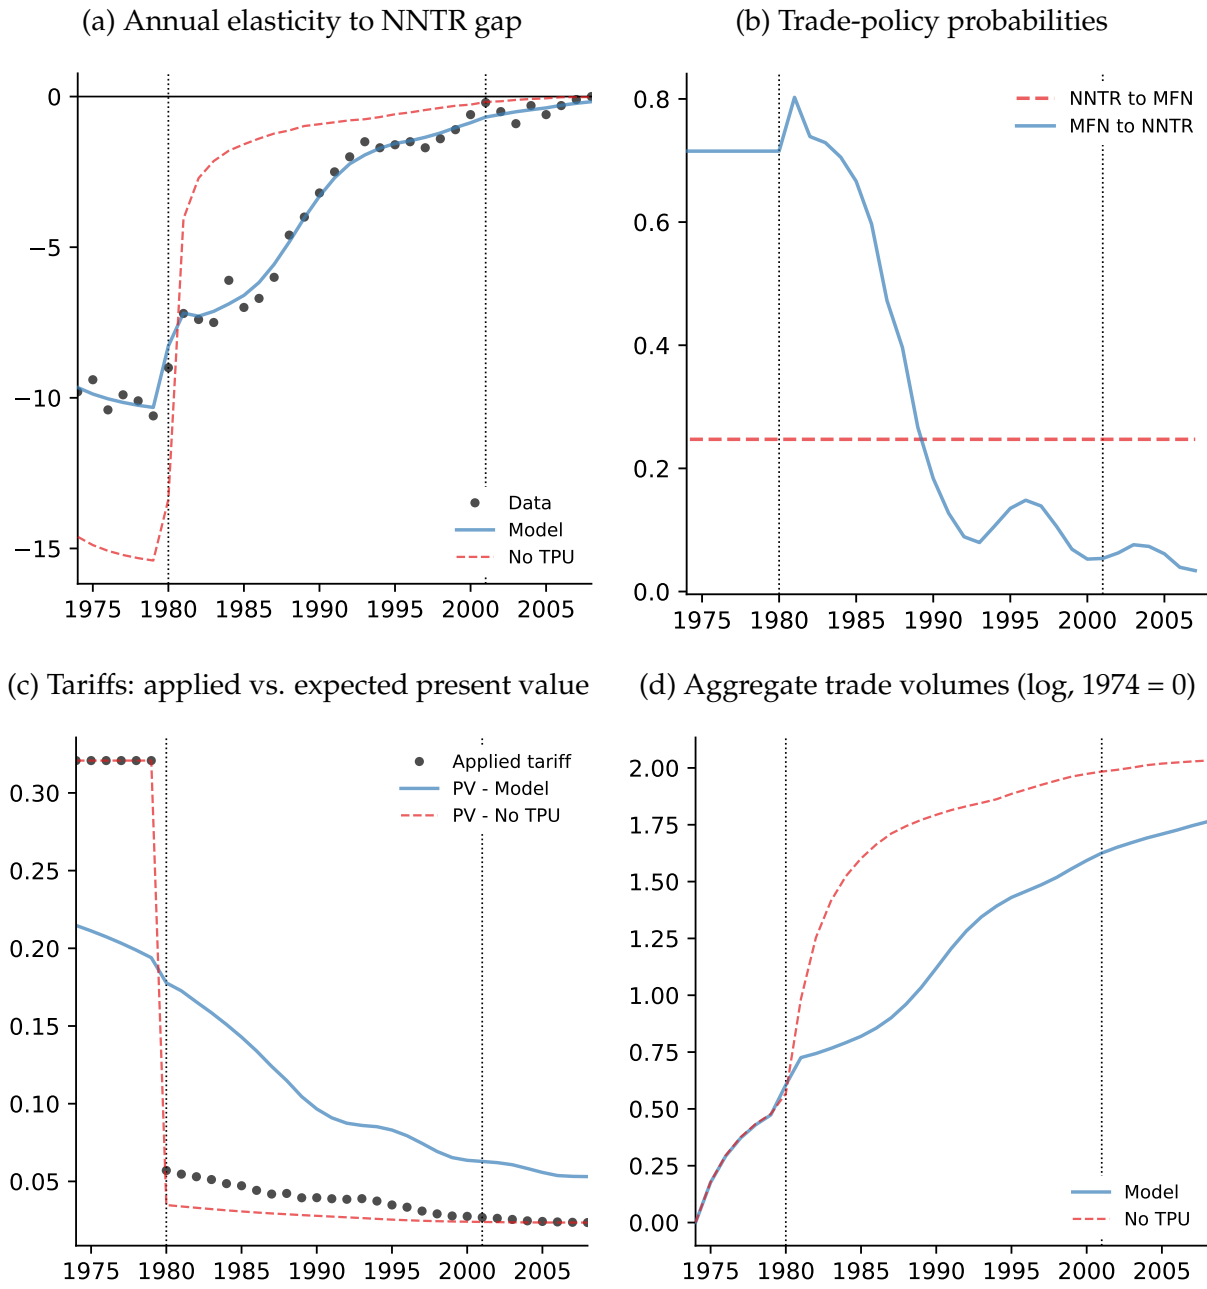 (a) Annual elasticity to NNTR gap
0
−5
−10
−15
1975 1980 1985 1990 1995 2000 2005
Data
Model
No TPU
(b) Trade-policy probabilities
0.8
0.6
0.4
0.2
0.0
1975 1980 1985 1990 1995 2000 2005
NNTR to MFN
MFN to NNTR
(c) Tariffs: applied vs. expected present value
0.30
0.25
0.20
0.15
0.10
0.05
1975 1980 1985 1990 1995 2000 2005
Applied tariff
PV - Model
PV - No TPU
(d) Aggregate trade volumes (log, 1974 = 0)
2.00
1.75
1.50
1.25
1.00
0.75
0.50
0.25
0.00
1975 1980 1985 1990 1995 2000 2005
Model
No TPU